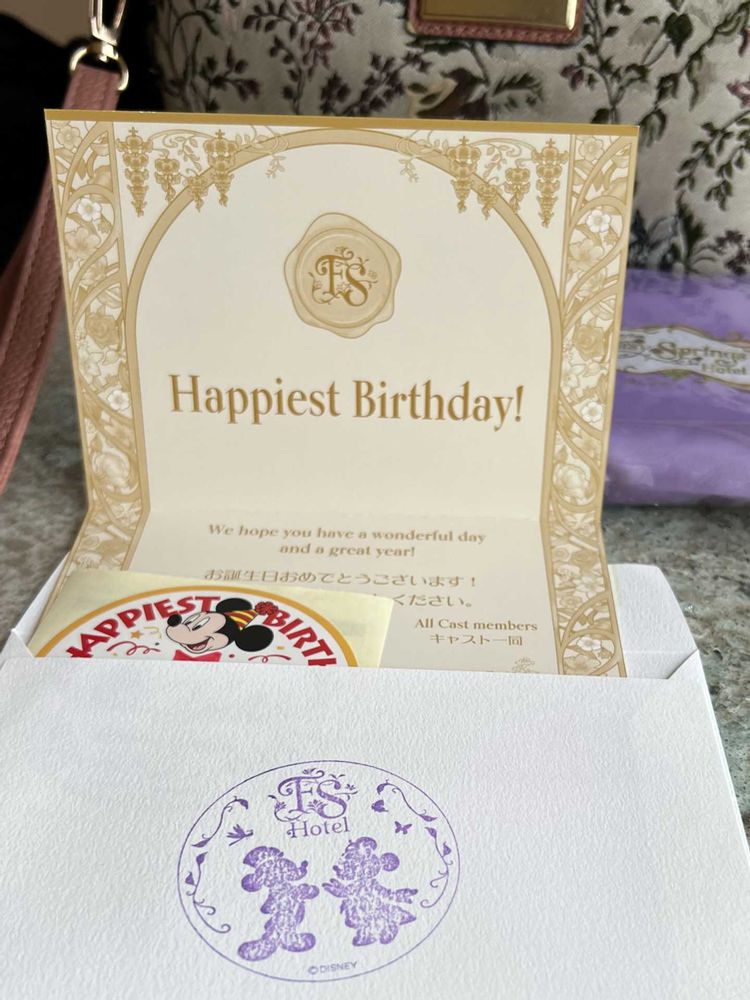 FS
Happiest Birthday!
Springs
Hotel
We hope you have a wonderful day
and a great year!
お誕生日おめでとうございます！
ください。
All Cast members
キャスト一同
HAPPIEST BIRTH
FS
Hotel
©DISNEY